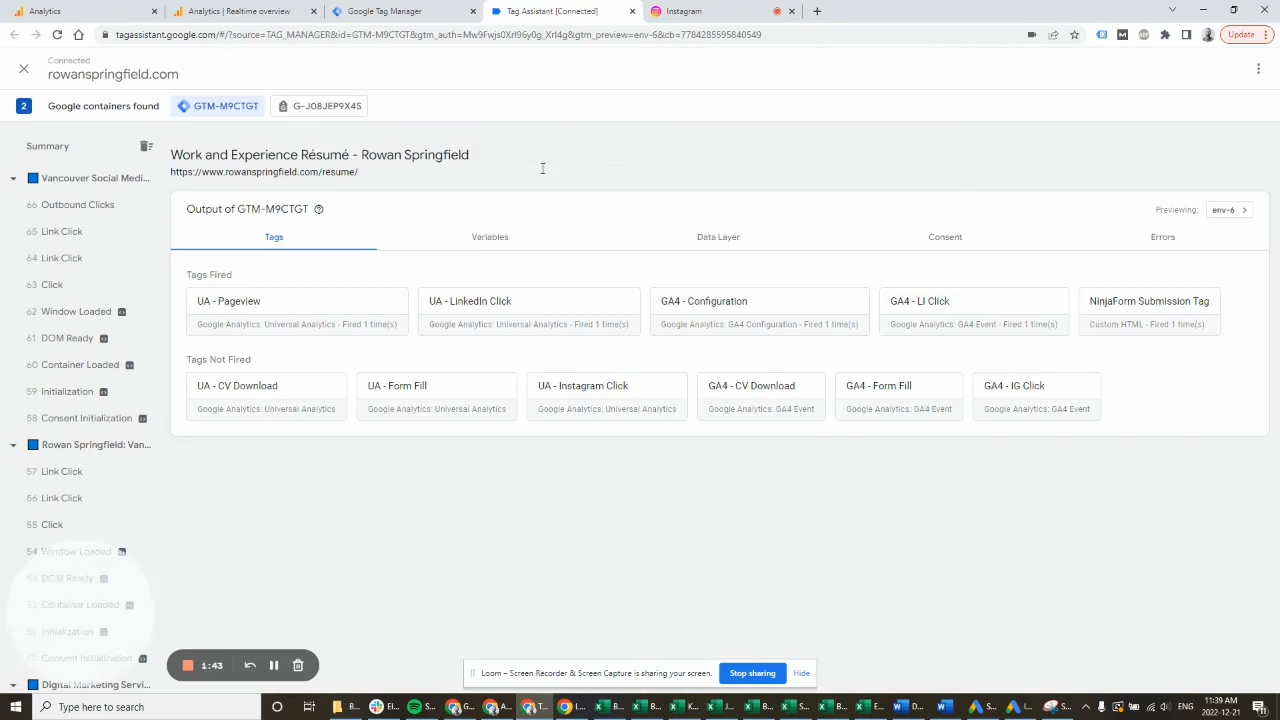 Analytics
Analytics | Realtime overview
Google Tag Manager
Tag Assistant [Connected]
Instagram
tagassistant.google.com/#/?source=TAG_MANAGER&id=GTM-M9CTGT&gtm_auth=Mw9Fwjs0Xrl96y0g_Xrl4g&gtm_preview=env-6&cb=7784285595840549
Update
Connected
rowanspringfield.com
2 Google containers found GTM-M9CTGT G-J08JEP9X4S
Summary
Vancouver Social Medi...
66 Outbound Clicks
65 Link Click
64 Link Click
63 Click
62 Window Loaded
61 DOM Ready
60 Container Loaded
59 Initialization
58 Consent Initialization
Rowan Springfield: Van...
57 Link Click
56 Link Click
55 Click
54 Window Loaded
53 DOM Ready
52 Container Loaded
51 Initialization
Consent Initialization
Digital Marketing Servi...
Work and Experience Résumé - Rowan Springfield
https://www.rowanspringfield.com/resume/
Output of GTM-M9CTGT
Previewing: env-6
Tags Variables Data Layer Consent Errors
Tags Fired
UA - Pageview
Google Analytics: Universal Analytics - Fired 1 time(s)
UA - LinkedIn Click
Google Analytics: Universal Analytics - Fired 1 time(s)
GA4 - Configuration
Google Analytics: GA4 Configuration - Fired 1 time(s)
GA4 - LI Click
Google Analytics: GA4 Event - Fired 1 time(s)
NinjaForm Submission Tag
Custom HTML - Fired 1 time(s)
Tags Not Fired
UA - CV Download
Google Analytics: Universal Analytics
UA - Form Fill
Google Analytics: Universal Analytics
UA - Instagram Click
Google Analytics: Universal Analytics
GA4 - CV Download
Google Analytics: GA4 Event
GA4 - Form Fill
Google Analytics: GA4 Event
GA4 - IG Click
Google Analytics: GA4 Event
1:43
Loom – Screen Recorder & Screen Capture is sharing your screen.
Stop sharing
Hide
Type here to search
ENG
11:39 AM
2022-12-21